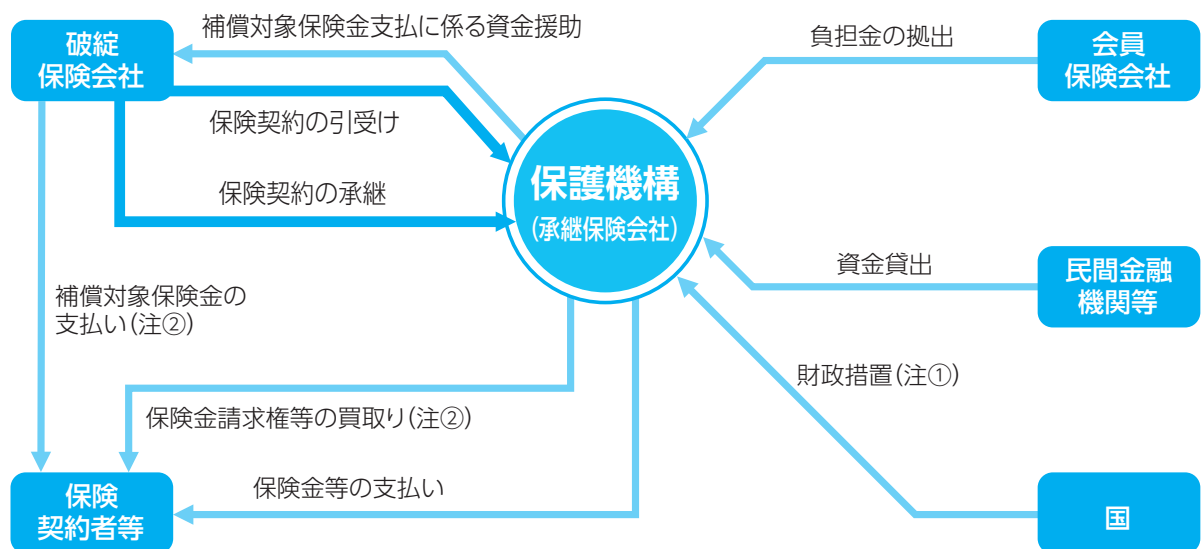 補償対象保険金支払に係る資金援助
破綻
保険会社
負担金の拠出
会員
保険会社
保険契約の引受け
保険契約の承継
保護機構
(承継保険会社)
資金貸出
民間金融
機関等
補償対象保険金の
支払い(注②)
財政措置(注①)
保険金請求権等の買取り(注②)
保険金等の支払い
保険
契約者等
国